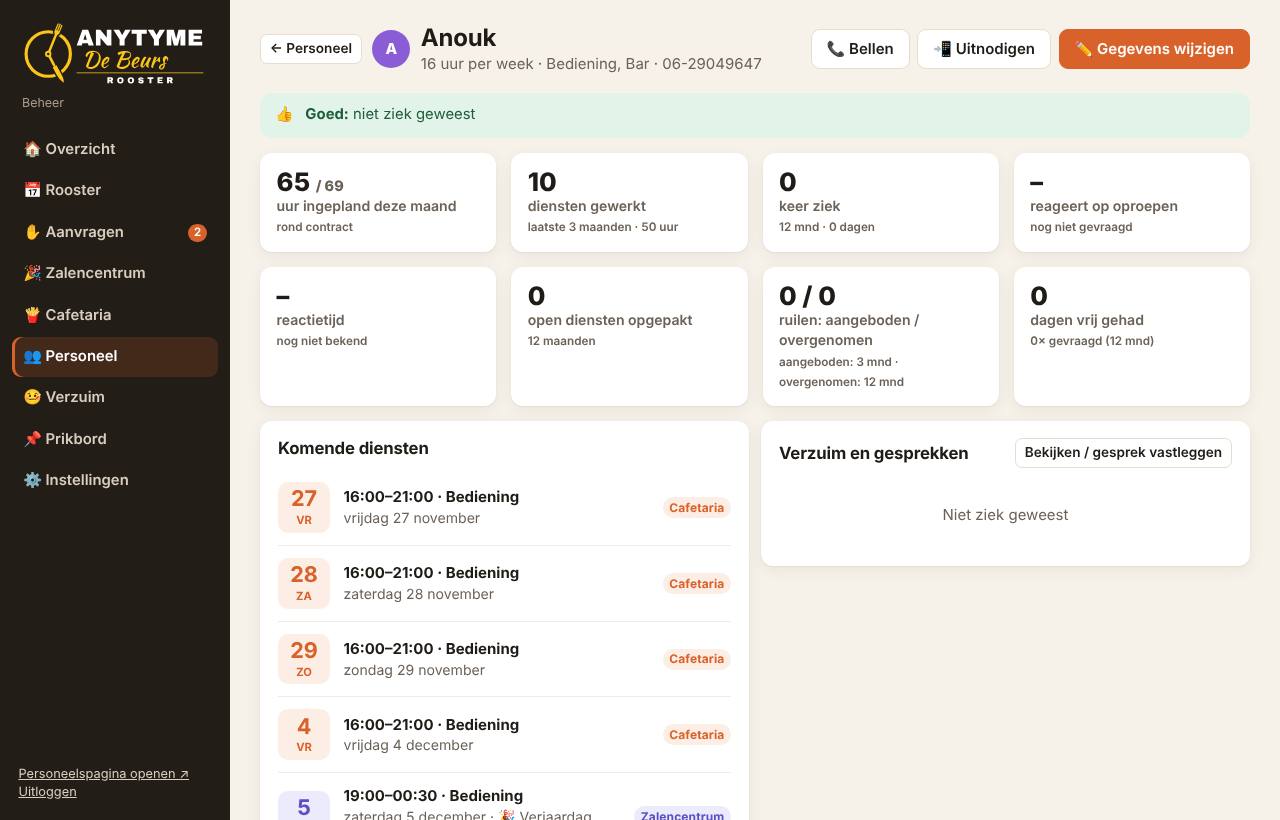 ANYTYME
De Beurs
ROOSTER
Beheer
Overzicht
Rooster
Aanvragen 2
Zalencentrum
Cafetaria
Personeel
Verzuim
Prikbord
Instellingen
Personeelspagina openen ↗
Uitloggen
← Personeel
A
Anouk
16 uur per week · Bediening, Bar · 06-29049647
Bellen
Uitnodigen
Gegevens wijzigen
Goed: niet ziek geweest
65 / 69
uur ingepland deze maand
rond contract
10
diensten gewerkt
laatste 3 maanden · 50 uur
0
keer ziek
12 mnd · 0 dagen
–
reageert op oproepen
nog niet gevraagd
–
reactietijd
nog niet bekend
0
open diensten opgepakt
12 maanden
0 / 0
ruilen: aangeboden /
overgenomen
aangeboden: 3 mnd ·
overgenomen: 12 mnd
0
dagen vrij gehad
0× gevraagd (12 mnd)
Komende diensten
27
VR
16:00–21:00 · Bediening
vrijdag 27 november
Cafetaria
28
ZA
16:00–21:00 · Bediening
zaterdag 28 november
Cafetaria
29
ZO
16:00–21:00 · Bediening
zondag 29 november
Cafetaria
4
VR
16:00–21:00 · Bediening
vrijdag 4 december
Cafetaria
5
19:00–00:30 · Bediening
zaterdag 5 december · 🎉 Verjaardag
Zalencentrum
Verzuim en gesprekken
Bekijken / gesprek vastleggen
Niet ziek geweest